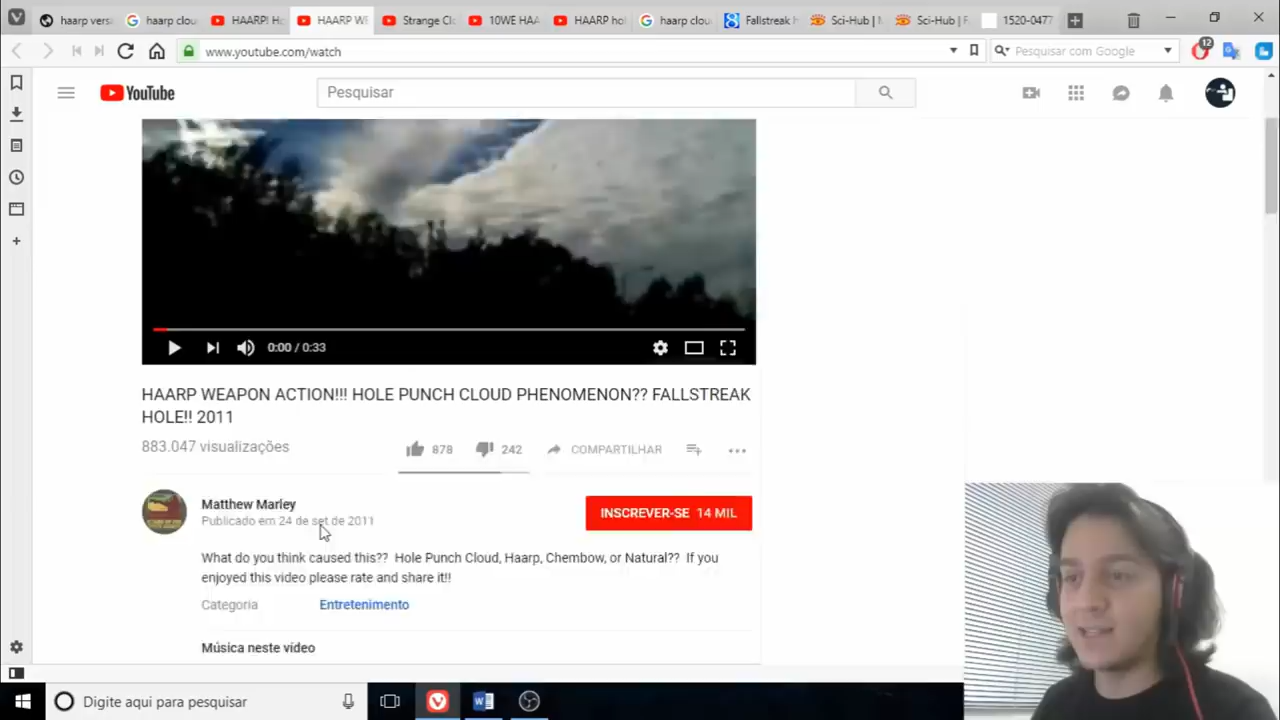 haarp versa
haarp clou
HAARP! Ho
HAARP WE
Strange Clo
10WE HAA
HAARP hol
haarp clou
Fallstreak H
Sci-Hub | M
Sci-Hub | F
1520-0477
www.youtube.com/watch
Pesquisar com Google
12
YouTube
Pesquisar
0:00 / 0:33
HAARP WEAPON ACTION!!! HOLE PUNCH CLOUD PHENOMENON?? FALLSTREAK
HOLE!! 2011
883.047 visualizações
878
242
COMPARTILHAR
Matthew Marley
Publicado em 24 de set de 2011
INSCREVER-SE 14 MIL
What do you think caused this?? Hole Punch Cloud, Haarp, Chembow, or Natural?? If you
enjoyed this video please rate and share it!!
Categoria
Entretenimento
Música neste vídeo
Digite aqui para pesquisar